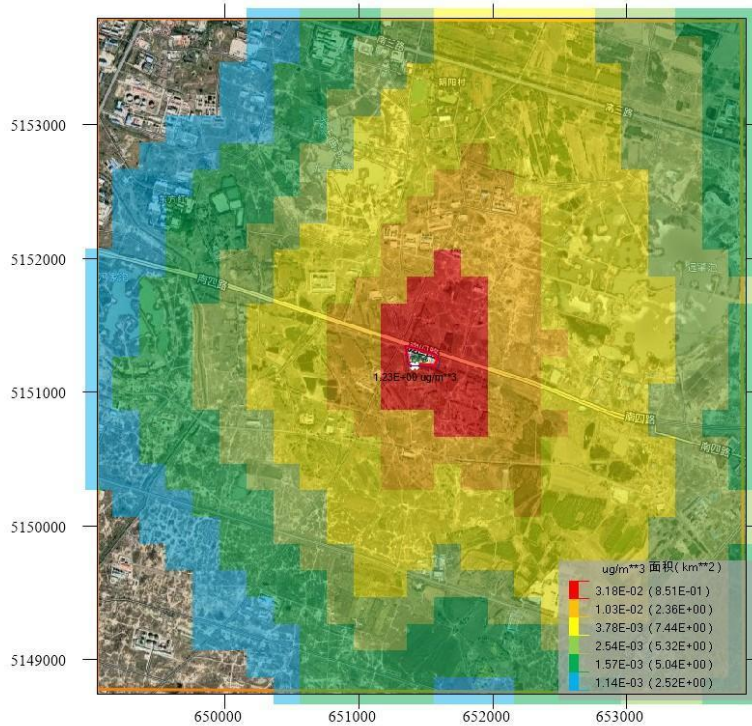 5153000
5152000
5151000
5150000
5149000
650000
651000
652000
653000
南四路
南四路
南四路
1.23E+00 ug/m**3
ug/m**3 面积( km**2)
3.18E-02 ( 8.51E-01 )
1.03E-02 ( 2.36E+00 )
3.78E-03 ( 7.44E+00 )
2.54E-03 ( 5.32E+00 )
1.57E-03 ( 5.04E+00 )
1.14E-03 ( 2.52E+00 )